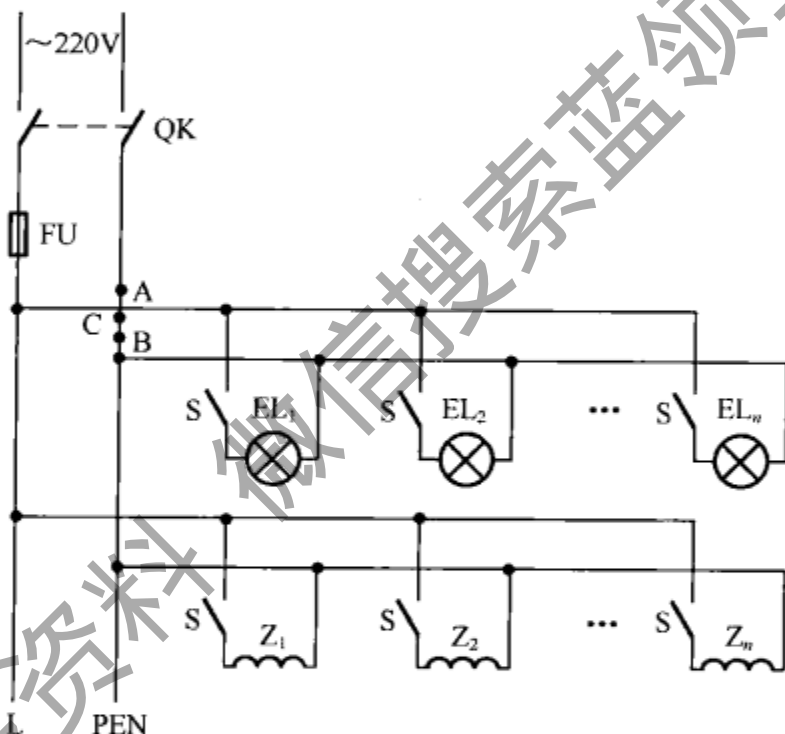 ~220V
QK
FU
A
C
B
S EL₁ S EL₂ ··· S ELₙ
S Z₁ S Z₂ ··· S Zₙ
L PEN
资料 微信搜索蓝领